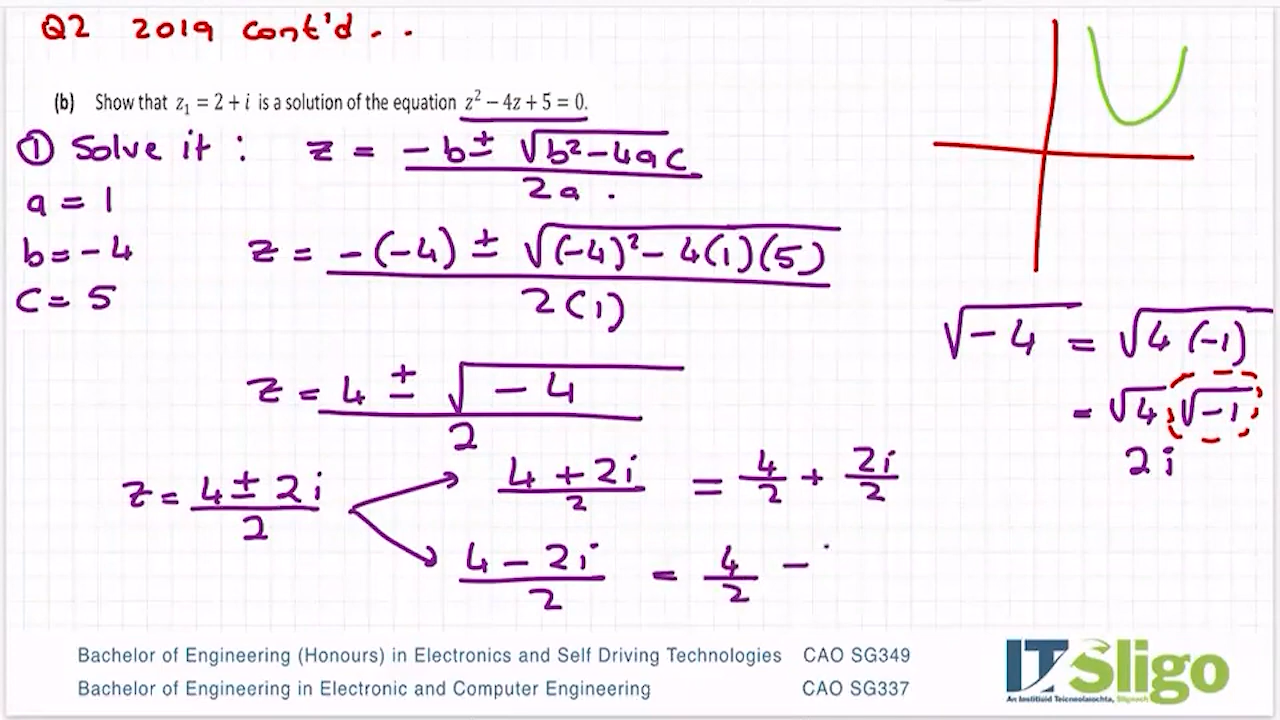 Q2 2019 cont'd . .
(b) Show that z₁ = 2 + i is a solution of the equation z² − 4z + 5 = 0.
① Solve it : z = (-b ± √(b²-4ac))/2a .
a = 1
b = -4
c = 5
z = (-(-4) ± √((-4)² - 4(1)(5)))/2(1)
√-4 = √4(-1)
= √4 √-1
2i
z = (4 ± √-4)/2
z = (4 ± 2i)/2
(4 + 2i)/2 = 4/2 + 2i/2
(4 - 2i)/2 = 4/2 -
Bachelor of Engineering (Honours) in Electronics and Self Driving Technologies CAO SG349
Bachelor of Engineering in Electronic and Computer Engineering CAO SG337
IT Sligo
An Institiúid Teicneolaíochta, Sligeach